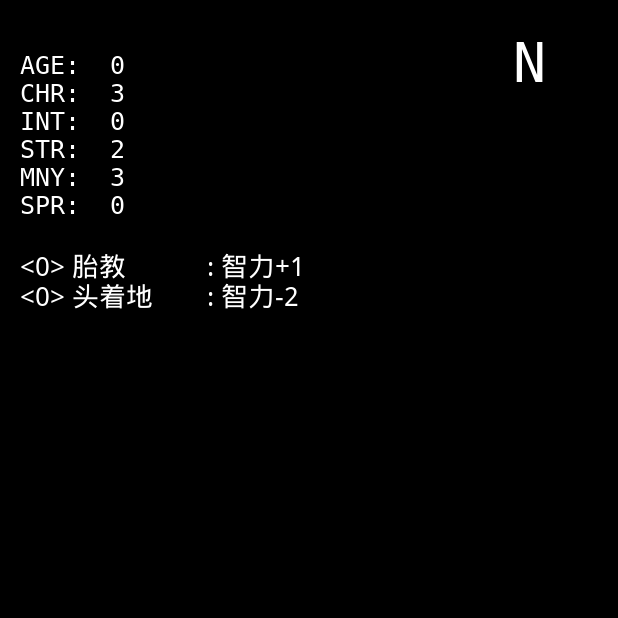 N
AGE: 0
CHR: 3
INT: 0
STR: 2
MNY: 3
SPR: 0
<0> 胎教 : 智力+1
<0> 头着地 : 智力-2